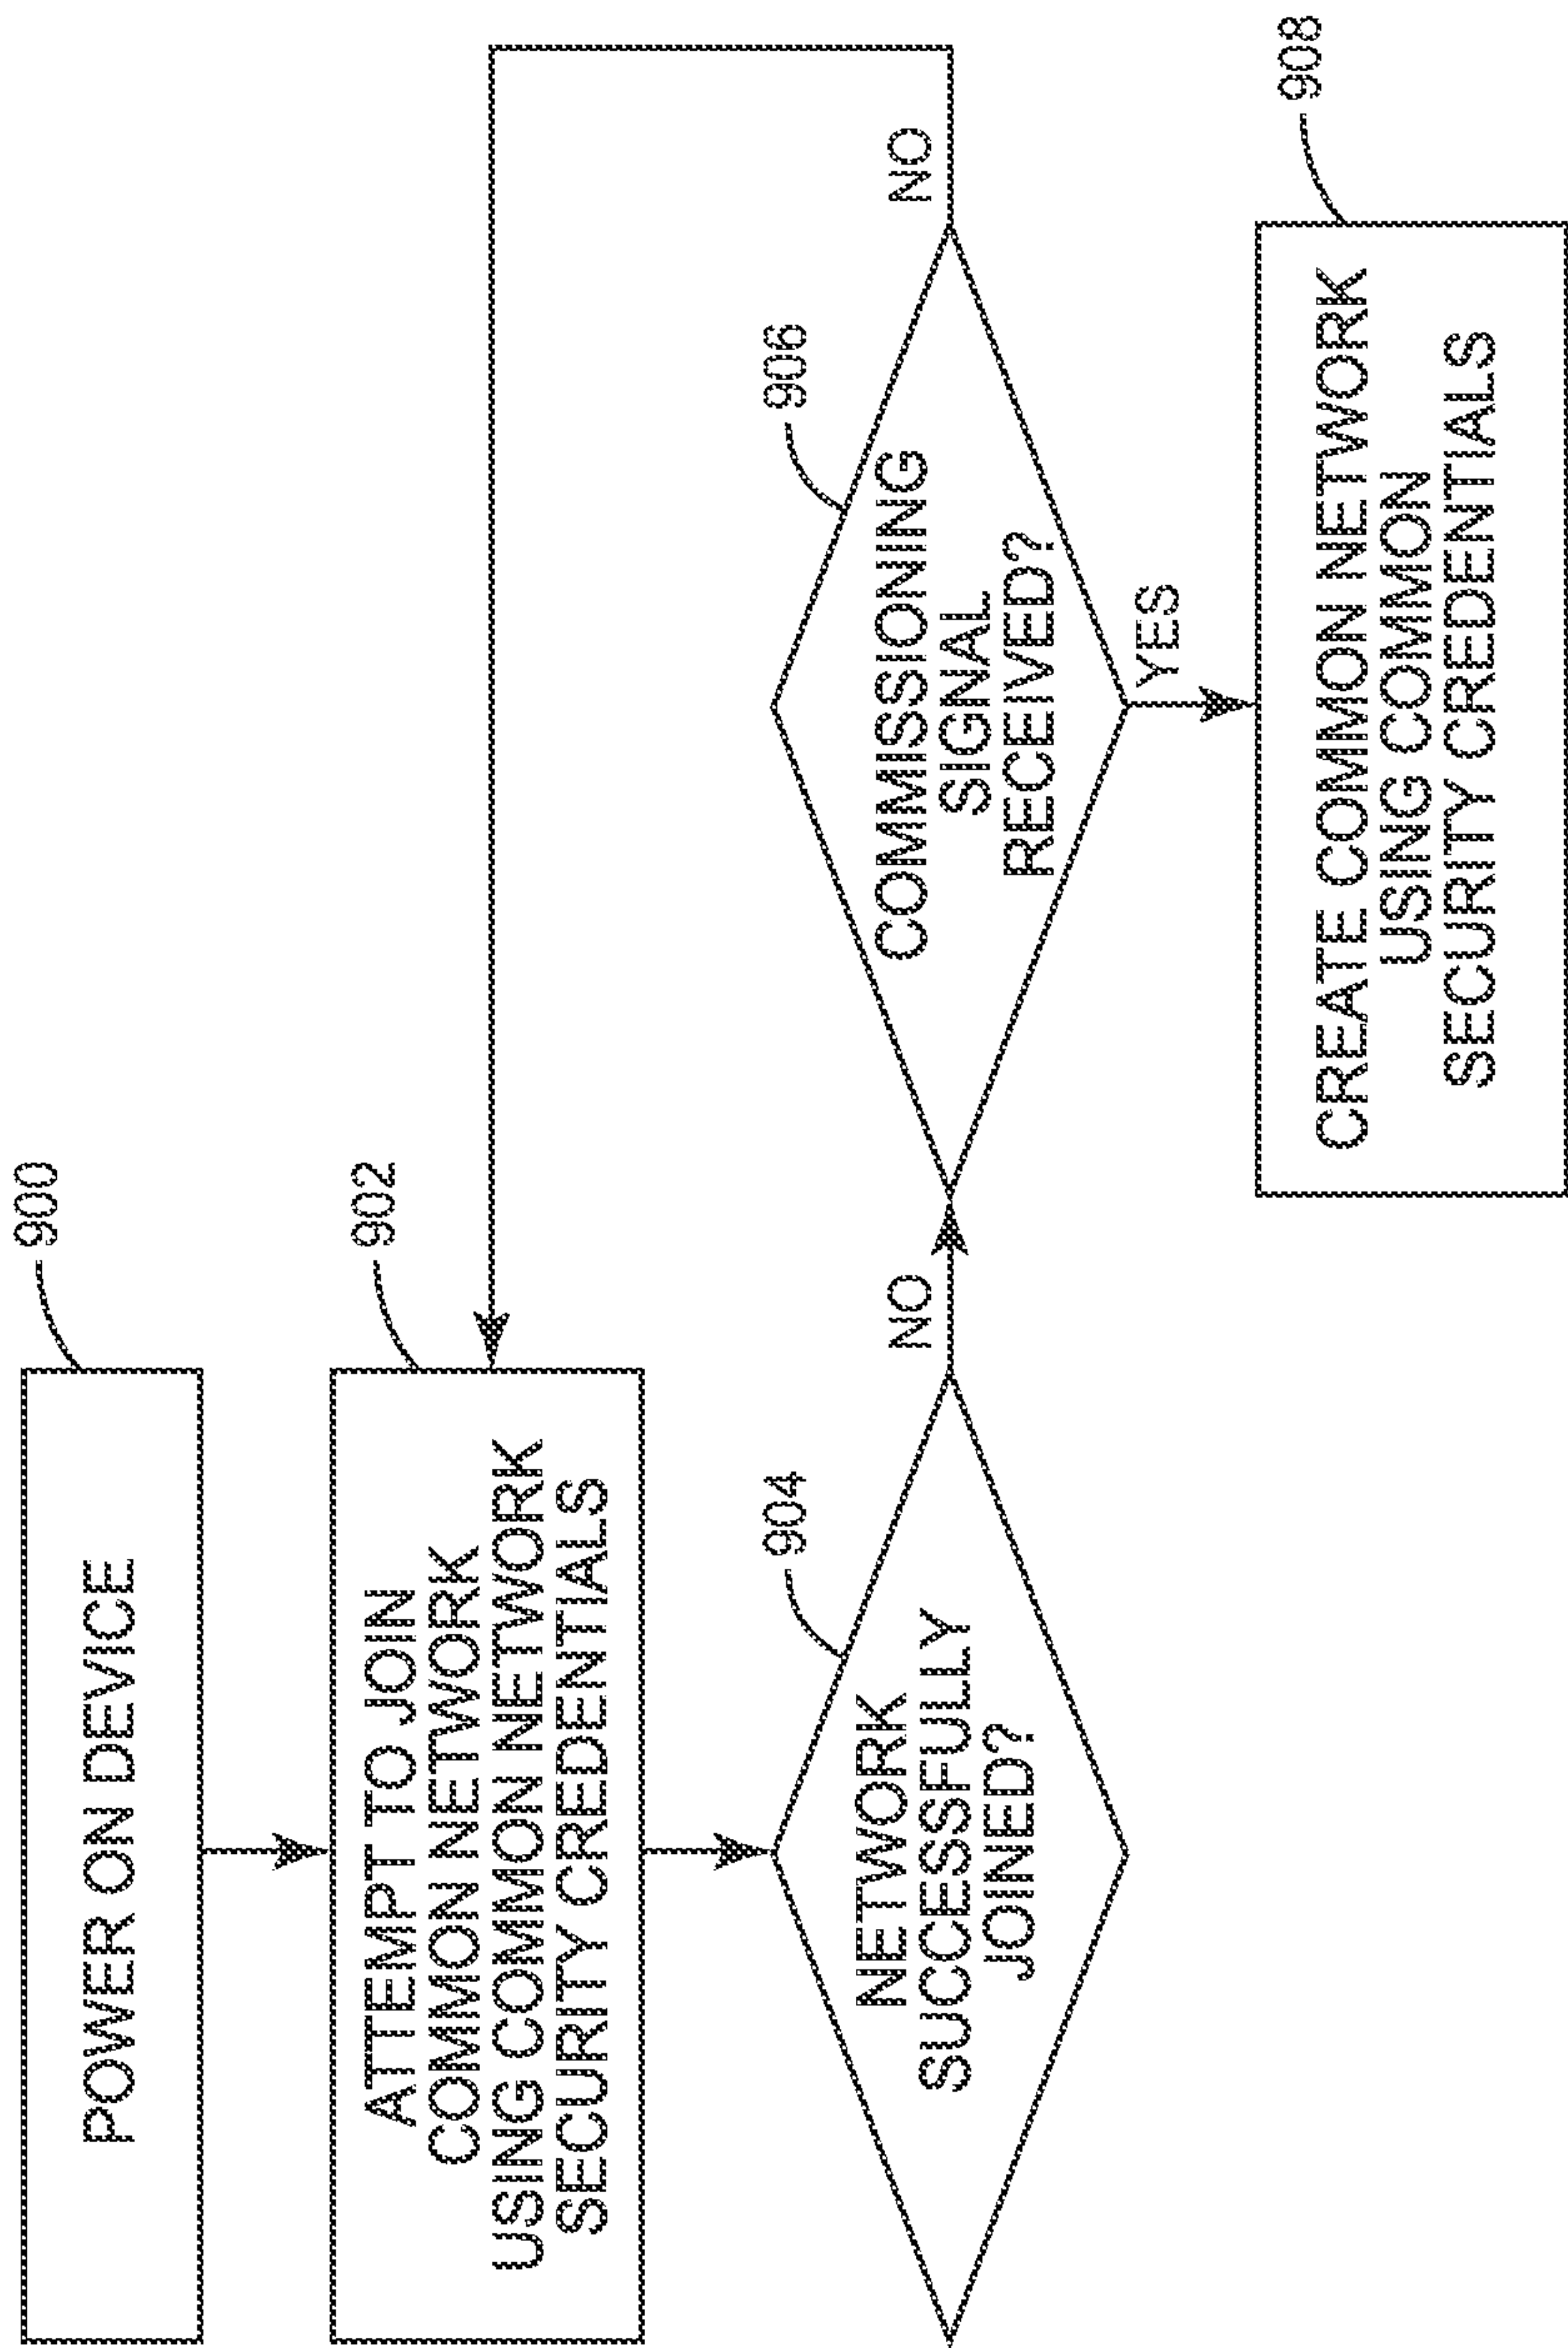 900
POWER ON DEVICE
902
ATTEMPT TO JOIN
COMMON NETWORK
USING COMMON NETWORK
SECURITY CREDENTIALS
904
NETWORK
SUCCESSFULLY
JOINED?
NO
906
COMMISSIONING
SIGNAL
RECEIVED?
NO
YES
908
CREATE COMMON NETWORK
USING COMMON
SECURITY CREDENTIALS